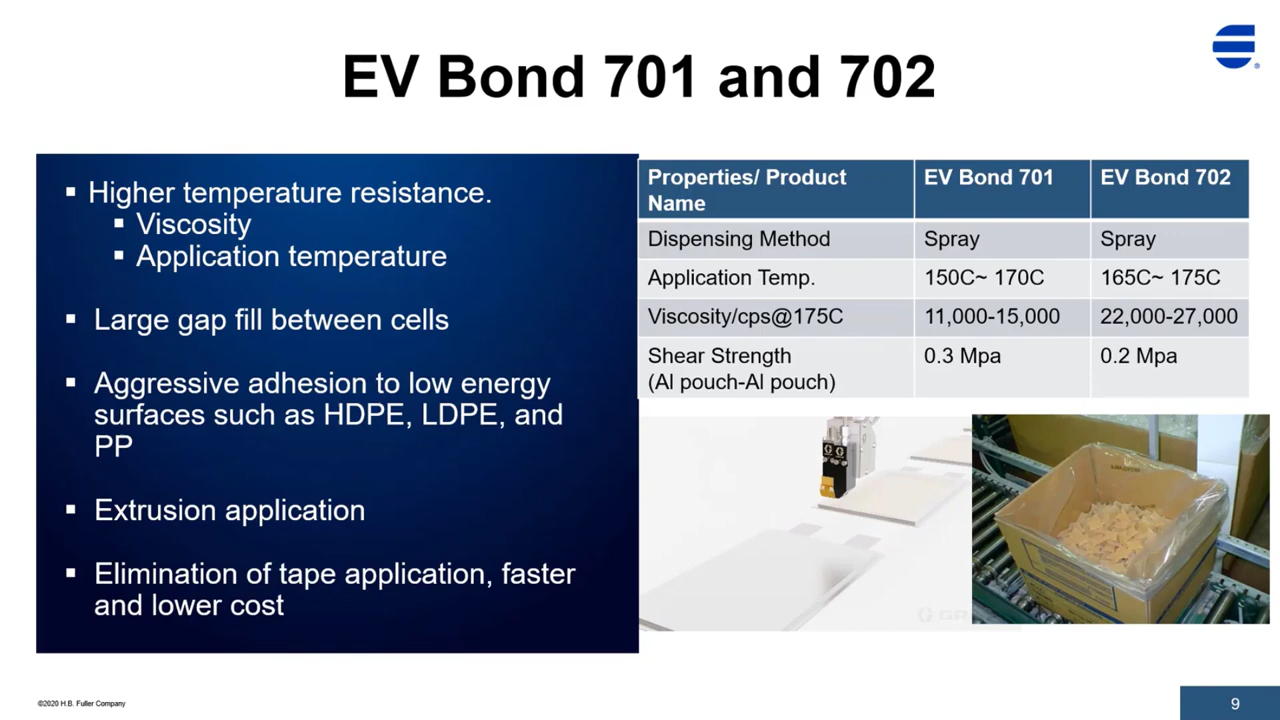 EV Bond 701 and 702
▪ Higher temperature resistance.
▪ Viscosity
▪ Application temperature
▪ Large gap fill between cells
▪ Aggressive adhesion to low energy
surfaces such as HDPE, LDPE, and
PP
▪ Extrusion application
▪ Elimination of tape application, faster
and lower cost
Properties/ Product
Name
EV Bond 701
EV Bond 702
Dispensing Method
Spray
Spray
Application Temp.
150C~ 170C
165C~ 175C
Viscosity/cps@175C
11,000-15,000
22,000-27,000
Shear Strength
(Al pouch-Al pouch)
0.3 Mpa
0.2 Mpa
©2020 H.B. Fuller Company
9